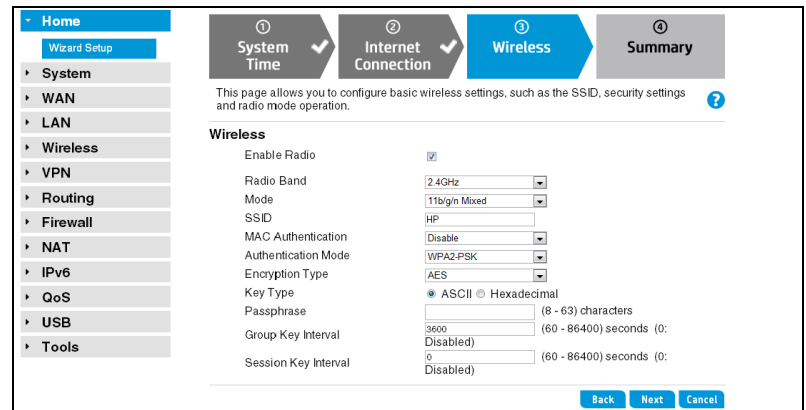 Home
Wizard Setup
System
WAN
LAN
Wireless
VPN
Routing
Firewall
NAT
IPv6
QoS
USB
Tools
1
System
Time
2
Internet
Connection
3
Wireless
4
Summary
This page allows you to configure basic wireless settings, such as the SSID, security settings
and radio mode operation.
?
Wireless
Enable Radio
Radio Band 2.4GHz
Mode 11b/g/n Mixed
SSID HP
MAC Authentication Disable
Authentication Mode WPA2-PSK
Encryption Type AES
Key Type ASCII Hexadecimal
Passphrase (8 - 63) characters
Group Key Interval 3600 (60 - 86400) seconds (0:
Disabled)
Session Key Interval 0 (60 - 86400) seconds (0:
Disabled)
Back Next Cancel